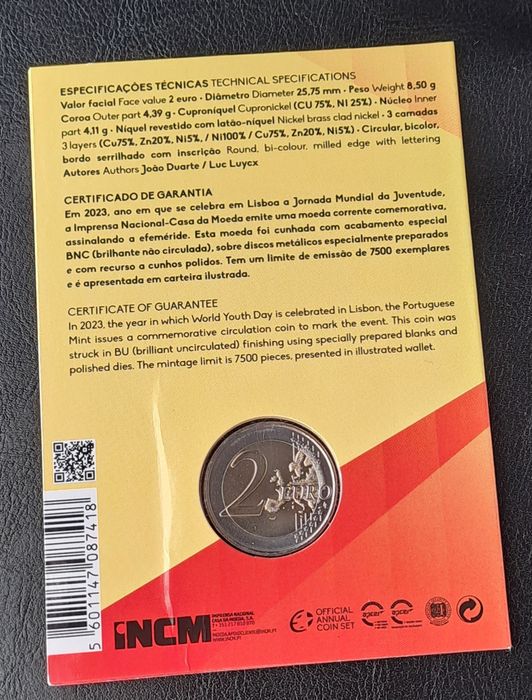 ESPECIFICAÇÕES TÉCNICAS TECHNICAL SPECIFICATIONS
Valor facial Face value 2 euro • Diâmetro Diameter 25,75 mm • Peso Weight 8,50 g
Coroa Outer part 4,39 g • Cuproníquel Cupronickel (CU 75%, NI 25%) • Núcleo Inner
part 4,11 g • Níquel revestido com latão-níquel Nickel brass clad nickel • 3 camadas
3 layers (Cu75%, Zn20%, Ni5%, / Ni100% / Cu75%, Zn20%, Ni5%) • Circular, bicolor,
bordo serrilhado com inscrição Round, bi-colour, milled edge with lettering
Autores Authors João Duarte / Luc Luycx
CERTIFICADO DE GARANTIA
Em 2023, ano em que se celebra em Lisboa a Jornada Mundial da Juventude,
a Imprensa Nacional-Casa da Moeda emite uma moeda corrente comemorativa,
assinalando a efeméride. Esta moeda foi cunhada com acabamento especial
BNC (brilhante não circulada), sobre discos metálicos especialmente preparados
e com recurso a cunhos polidos. Tem um limite de emissão de 7500 exemplares
e é apresentada em carteira ilustrada.
CERTIFICATE OF GUARANTEE
In 2023, the year in which World Youth Day is celebrated in Lisbon, the Portuguese
Mint issues a commemorative circulation coin to mark the event. This coin was
struck in BU (brilliant uncirculated) finishing using specially prepared blanks and
polished dies. The mintage limit is 7500 pieces, presented in illustrated wallet.
2 EURO
5 601147 087418
INCM
IMPRENSA NACIONAL
CASA DA MOEDA, S.A.
WWW.INCM.PT
OFFICIAL
ANNUAL
COIN SET
apcer
apcer